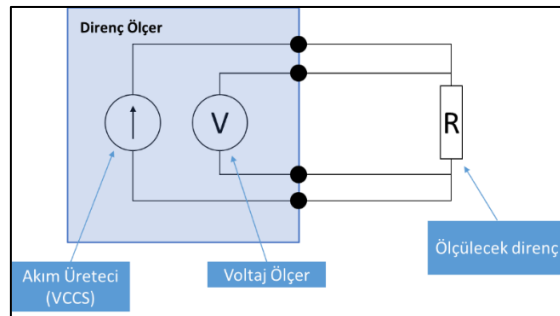 Direnç Ölçer
V
R
Akım Üreteci
(VCCS)
Voltaj Ölçer
Ölçülecek direnç